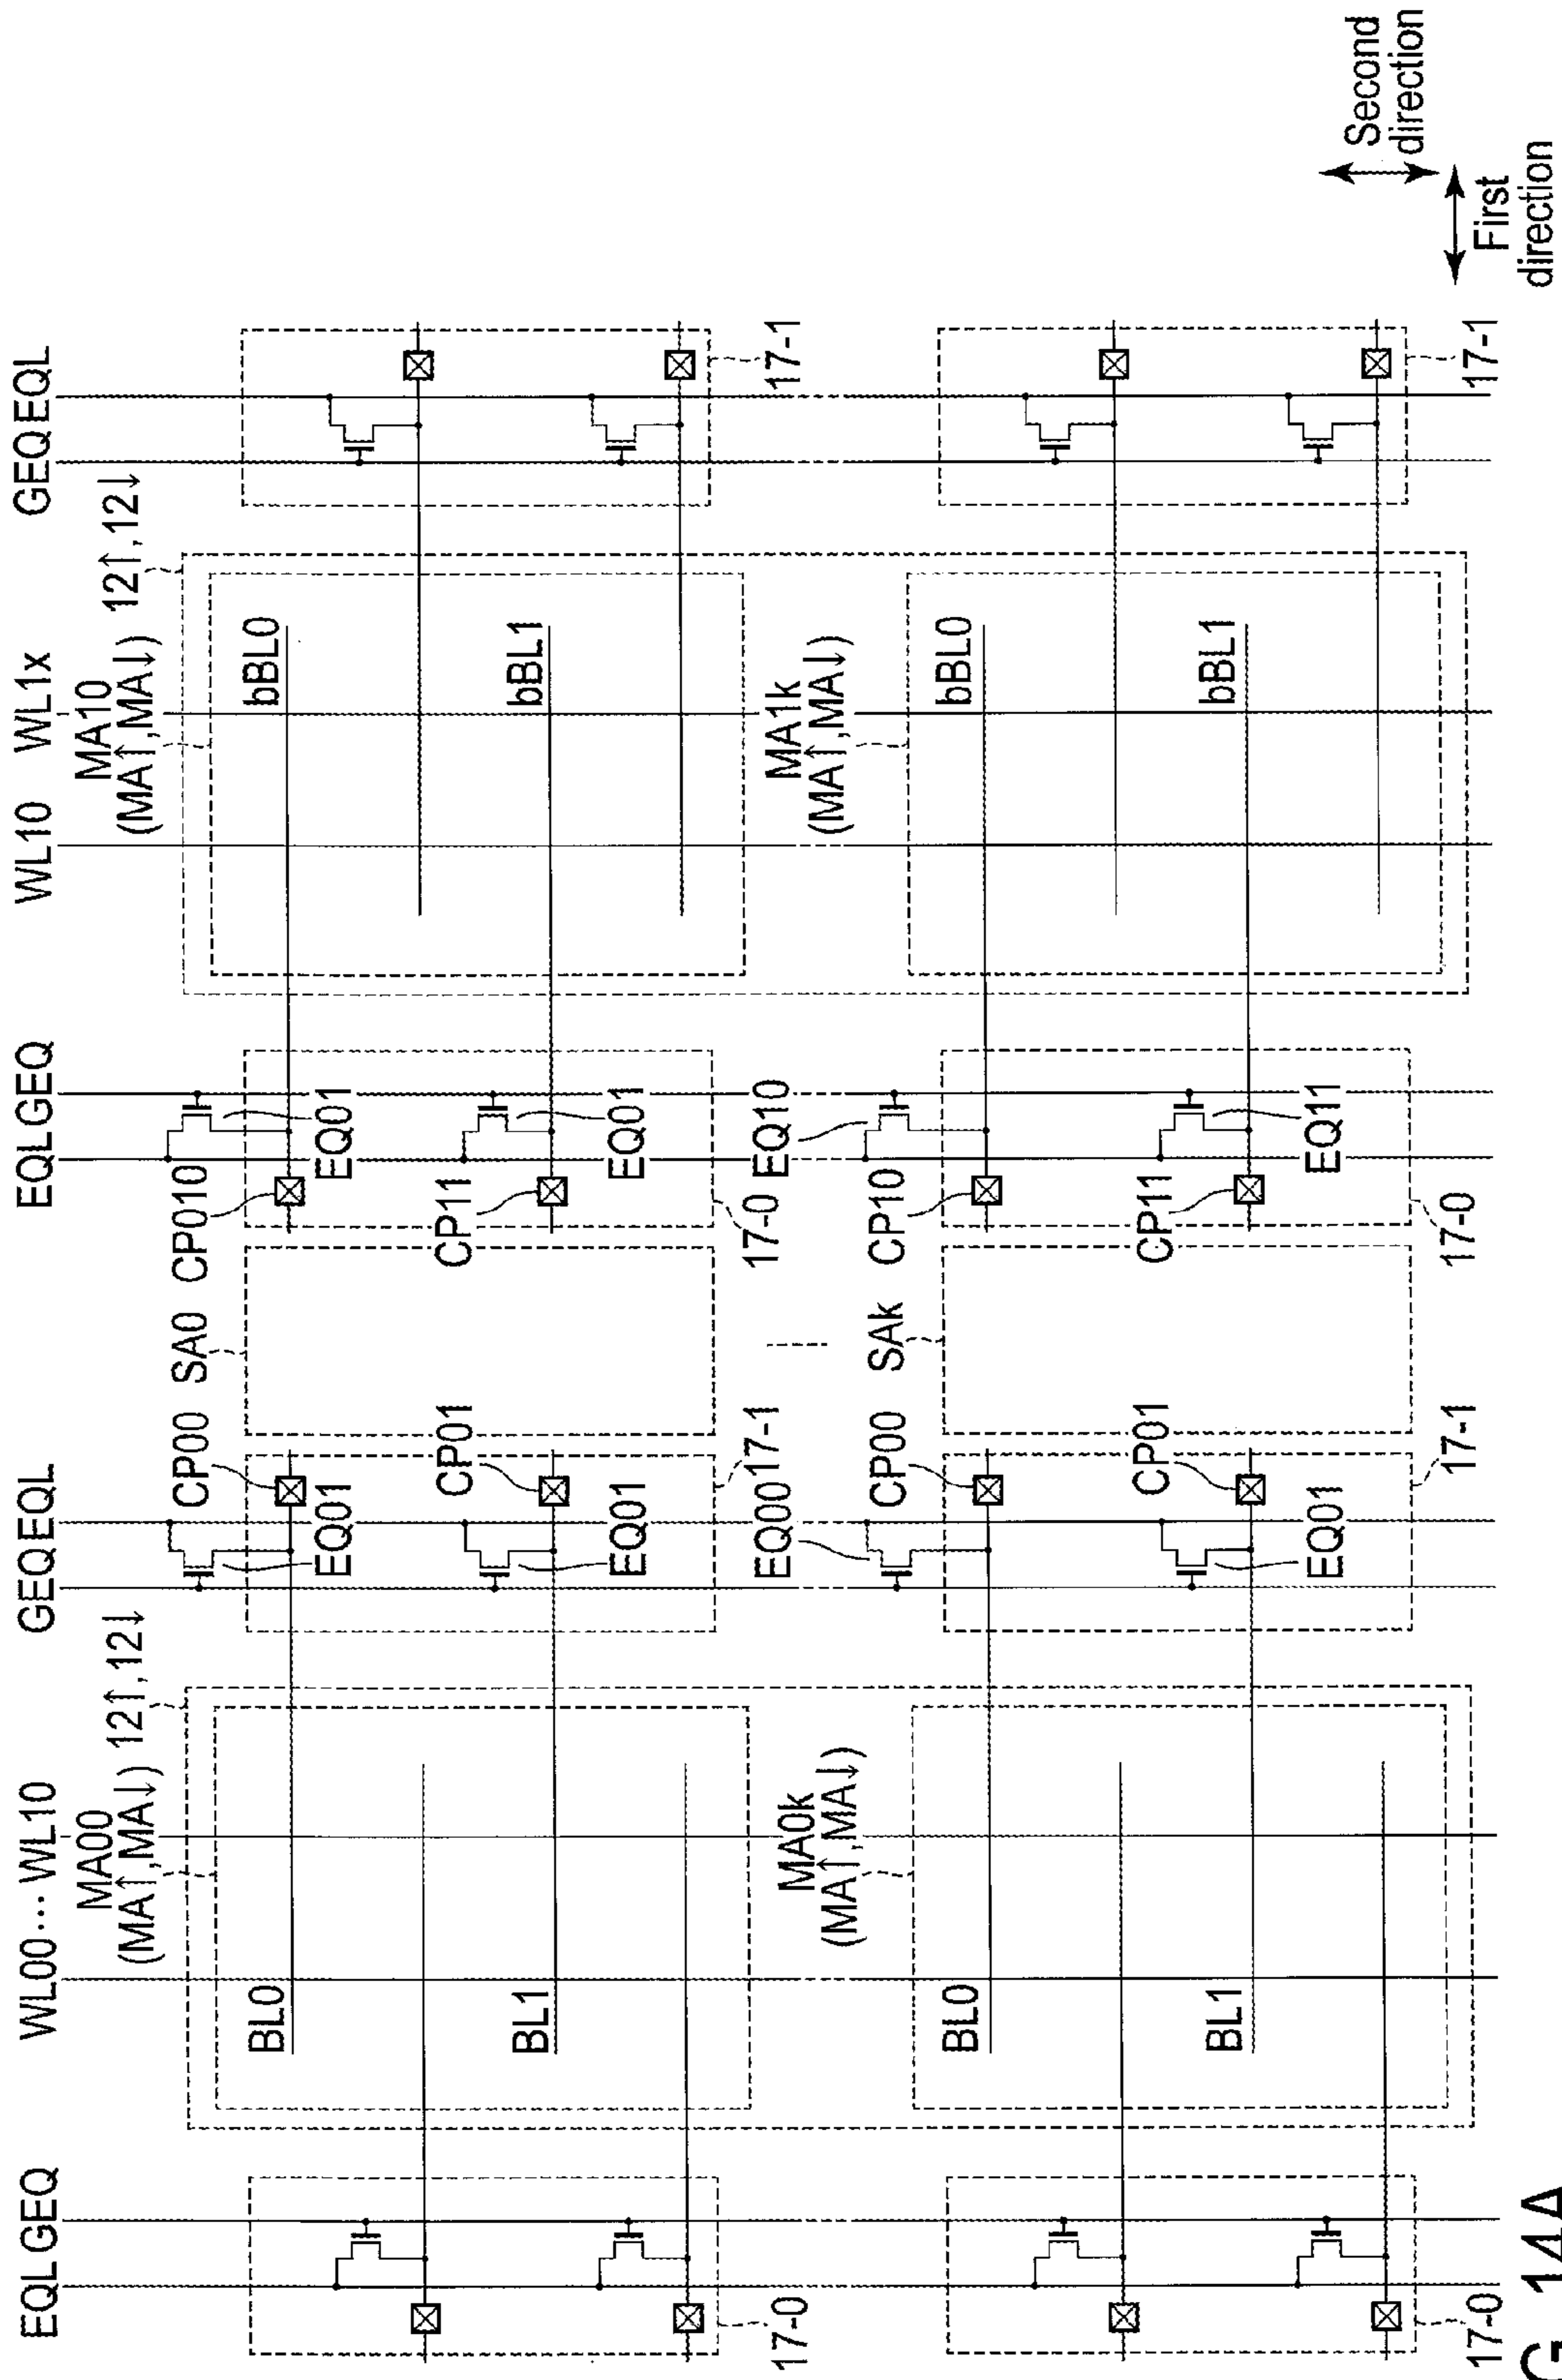 EQL GEQ
WL00 ··· WL10
GEQ EQL
EQL GEQ
WL10
WL1x
GEQ EQL
MA00
(MA↑,MA↓)
12↑,12↓
MA10
(MA↑,MA↓)
12↑,12↓
CP00
SA0
CP010
BL0
EQ01
EQ01
bBL0
CP01
CP11
BL1
EQ01
EQ01
bBL1
17-0
17-1
17-0
17-1
MA0k
(MA↑,MA↓)
EQ00
EQ10
MA1k
(MA↑,MA↓)
CP00
SAk
CP10
BL0
bBL0
CP01
CP11
BL1
EQ01
EQ11
bBL1
17-0
17-1
17-0
17-1
Second
direction
First
direction
G. 14A